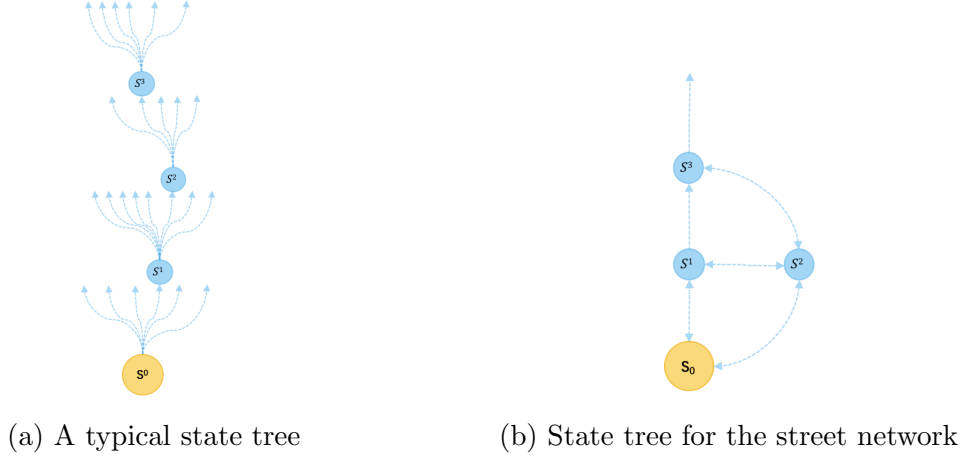 S³
S²
S¹
S⁰
(a) A typical state tree
S³
S¹ S²
S₀
(b) State tree for the street network